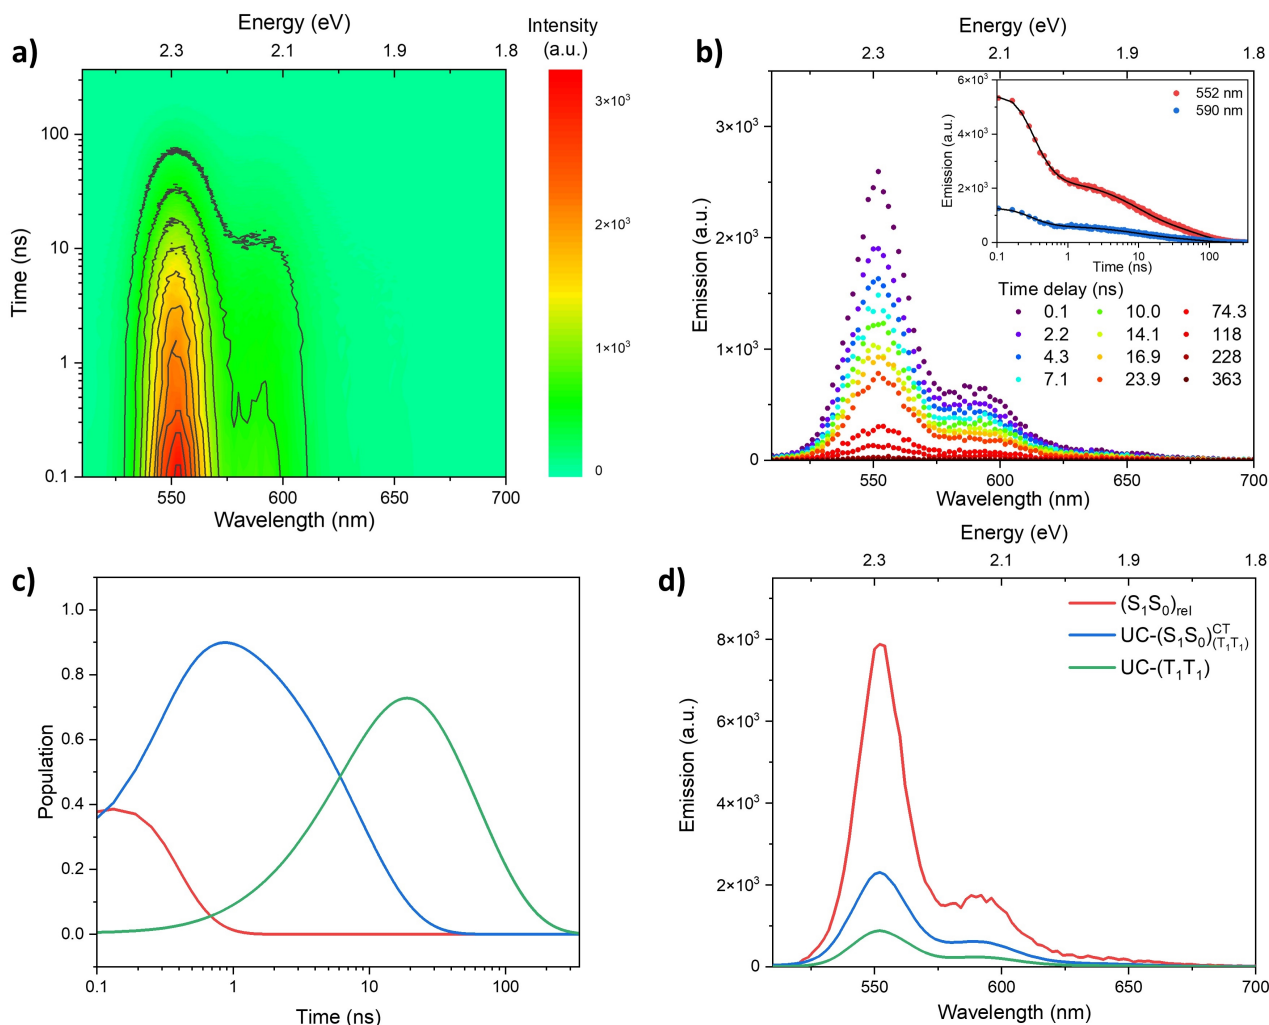 a)
Energy (eV)
2.3 2.1 1.9 1.8
Intensity
(a.u.)
3×10³
2×10³
1×10³
0
Time (ns)
100
10
1
0.1
550 600 650 700
Wavelength (nm)
b)
Energy (eV)
2.3 2.1 1.9 1.8
Emission (a.u.)
3×10³
2×10³
1×10³
0
550 600 650 700
Wavelength (nm)
Emission (a.u.)
6×10³
4×10³
2×10³
0
0.1 1 10 100
Time (ns)
552 nm
590 nm
Time delay (ns)
0.1 10.0 74.3
2.2 14.1 118
4.3 16.9 228
7.1 23.9 363
c)
Population
1.0
0.8
0.6
0.4
0.2
0.0
0.1 1 10 100
Time (ns)
d)
Energy (eV)
2.3 2.1 1.9 1.8
Emission (a.u.)
8×10³
6×10³
4×10³
2×10³
0
550 600 650 700
Wavelength (nm)
(S₁S₀)rel
UC-(S₁S₀)CT(T₁T₁)
UC-(T₁T₁)